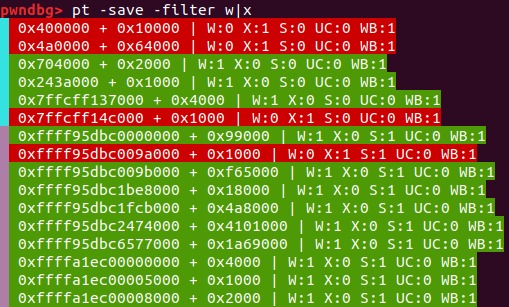 pwndbg> pt -save -filter w|x
0x400000 + 0x10000 | W:0 X:1 S:0 UC:0 WB:1
0x4a0000 + 0x64000 | W:0 X:1 S:0 UC:0 WB:1
0x704000 + 0x2000 | W:1 X:0 S:0 UC:0 WB:1
0x243a000 + 0x1000 | W:1 X:0 S:0 UC:0 WB:1
0x7ffcff137000 + 0x4000 | W:1 X:0 S:0 UC:0 WB:1
0x7ffcff14c000 + 0x1000 | W:0 X:1 S:0 UC:0 WB:1
0xffff95dbc0000000 + 0x99000 | W:1 X:0 S:1 UC:0 WB:1
0xffff95dbc009a000 + 0x1000 | W:0 X:1 S:1 UC:0 WB:1
0xffff95dbc009b000 + 0xf65000 | W:1 X:0 S:1 UC:0 WB:1
0xffff95dbc1be8000 + 0x18000 | W:1 X:0 S:1 UC:0 WB:1
0xffff95dbc1fcb000 + 0x4a8000 | W:1 X:0 S:1 UC:0 WB:1
0xffff95dbc2474000 + 0x4101000 | W:1 X:0 S:1 UC:0 WB:1
0xffff95dbc6577000 + 0x1a69000 | W:1 X:0 S:1 UC:0 WB:1
0xffffa1ec00000000 + 0x4000 | W:1 X:0 S:1 UC:0 WB:1
0xffffa1ec00005000 + 0x1000 | W:1 X:0 S:1 UC:0 WB:1
0xffffa1ec00008000 + 0x2000 | W:1 X:0 S:1 UC:0 WB:1